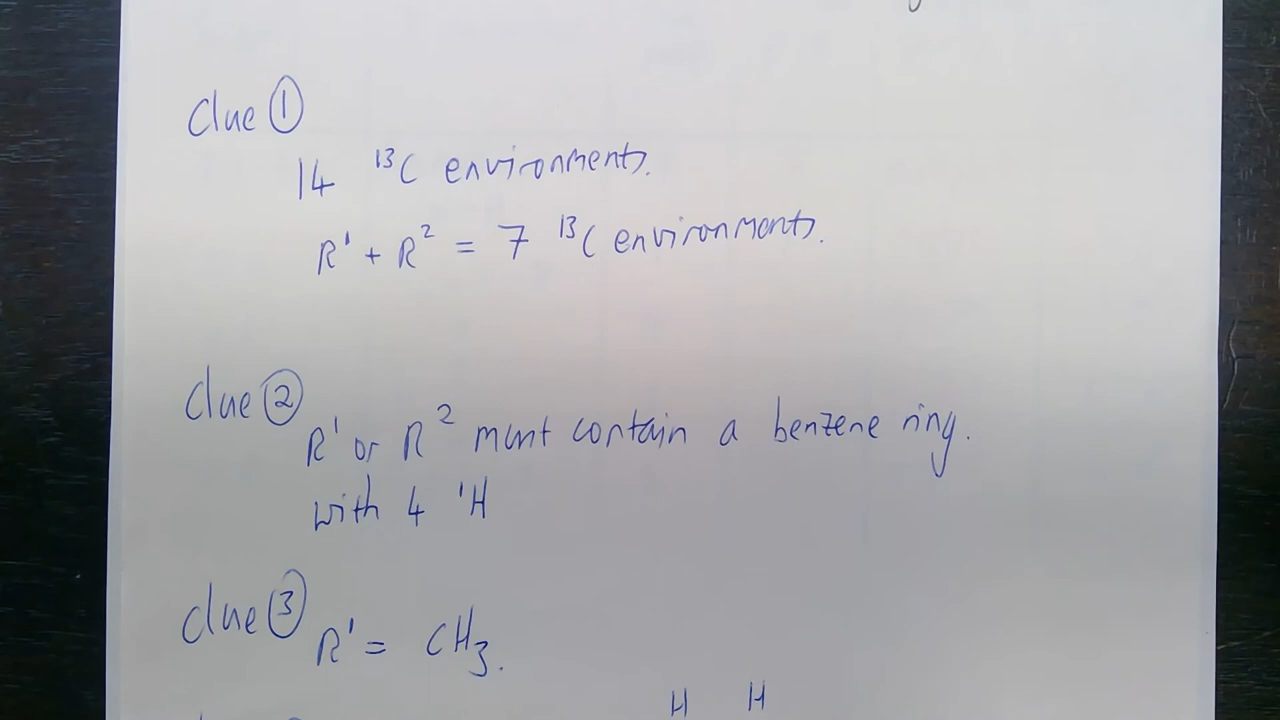 Clue ①
14 ¹³C environments.
R¹ + R² = 7 ¹³C environments.
Clue ②
R¹ or R² must contain a benzene ring.
with 4 ¹H
Clue ③
R¹ = CH₃.
H H